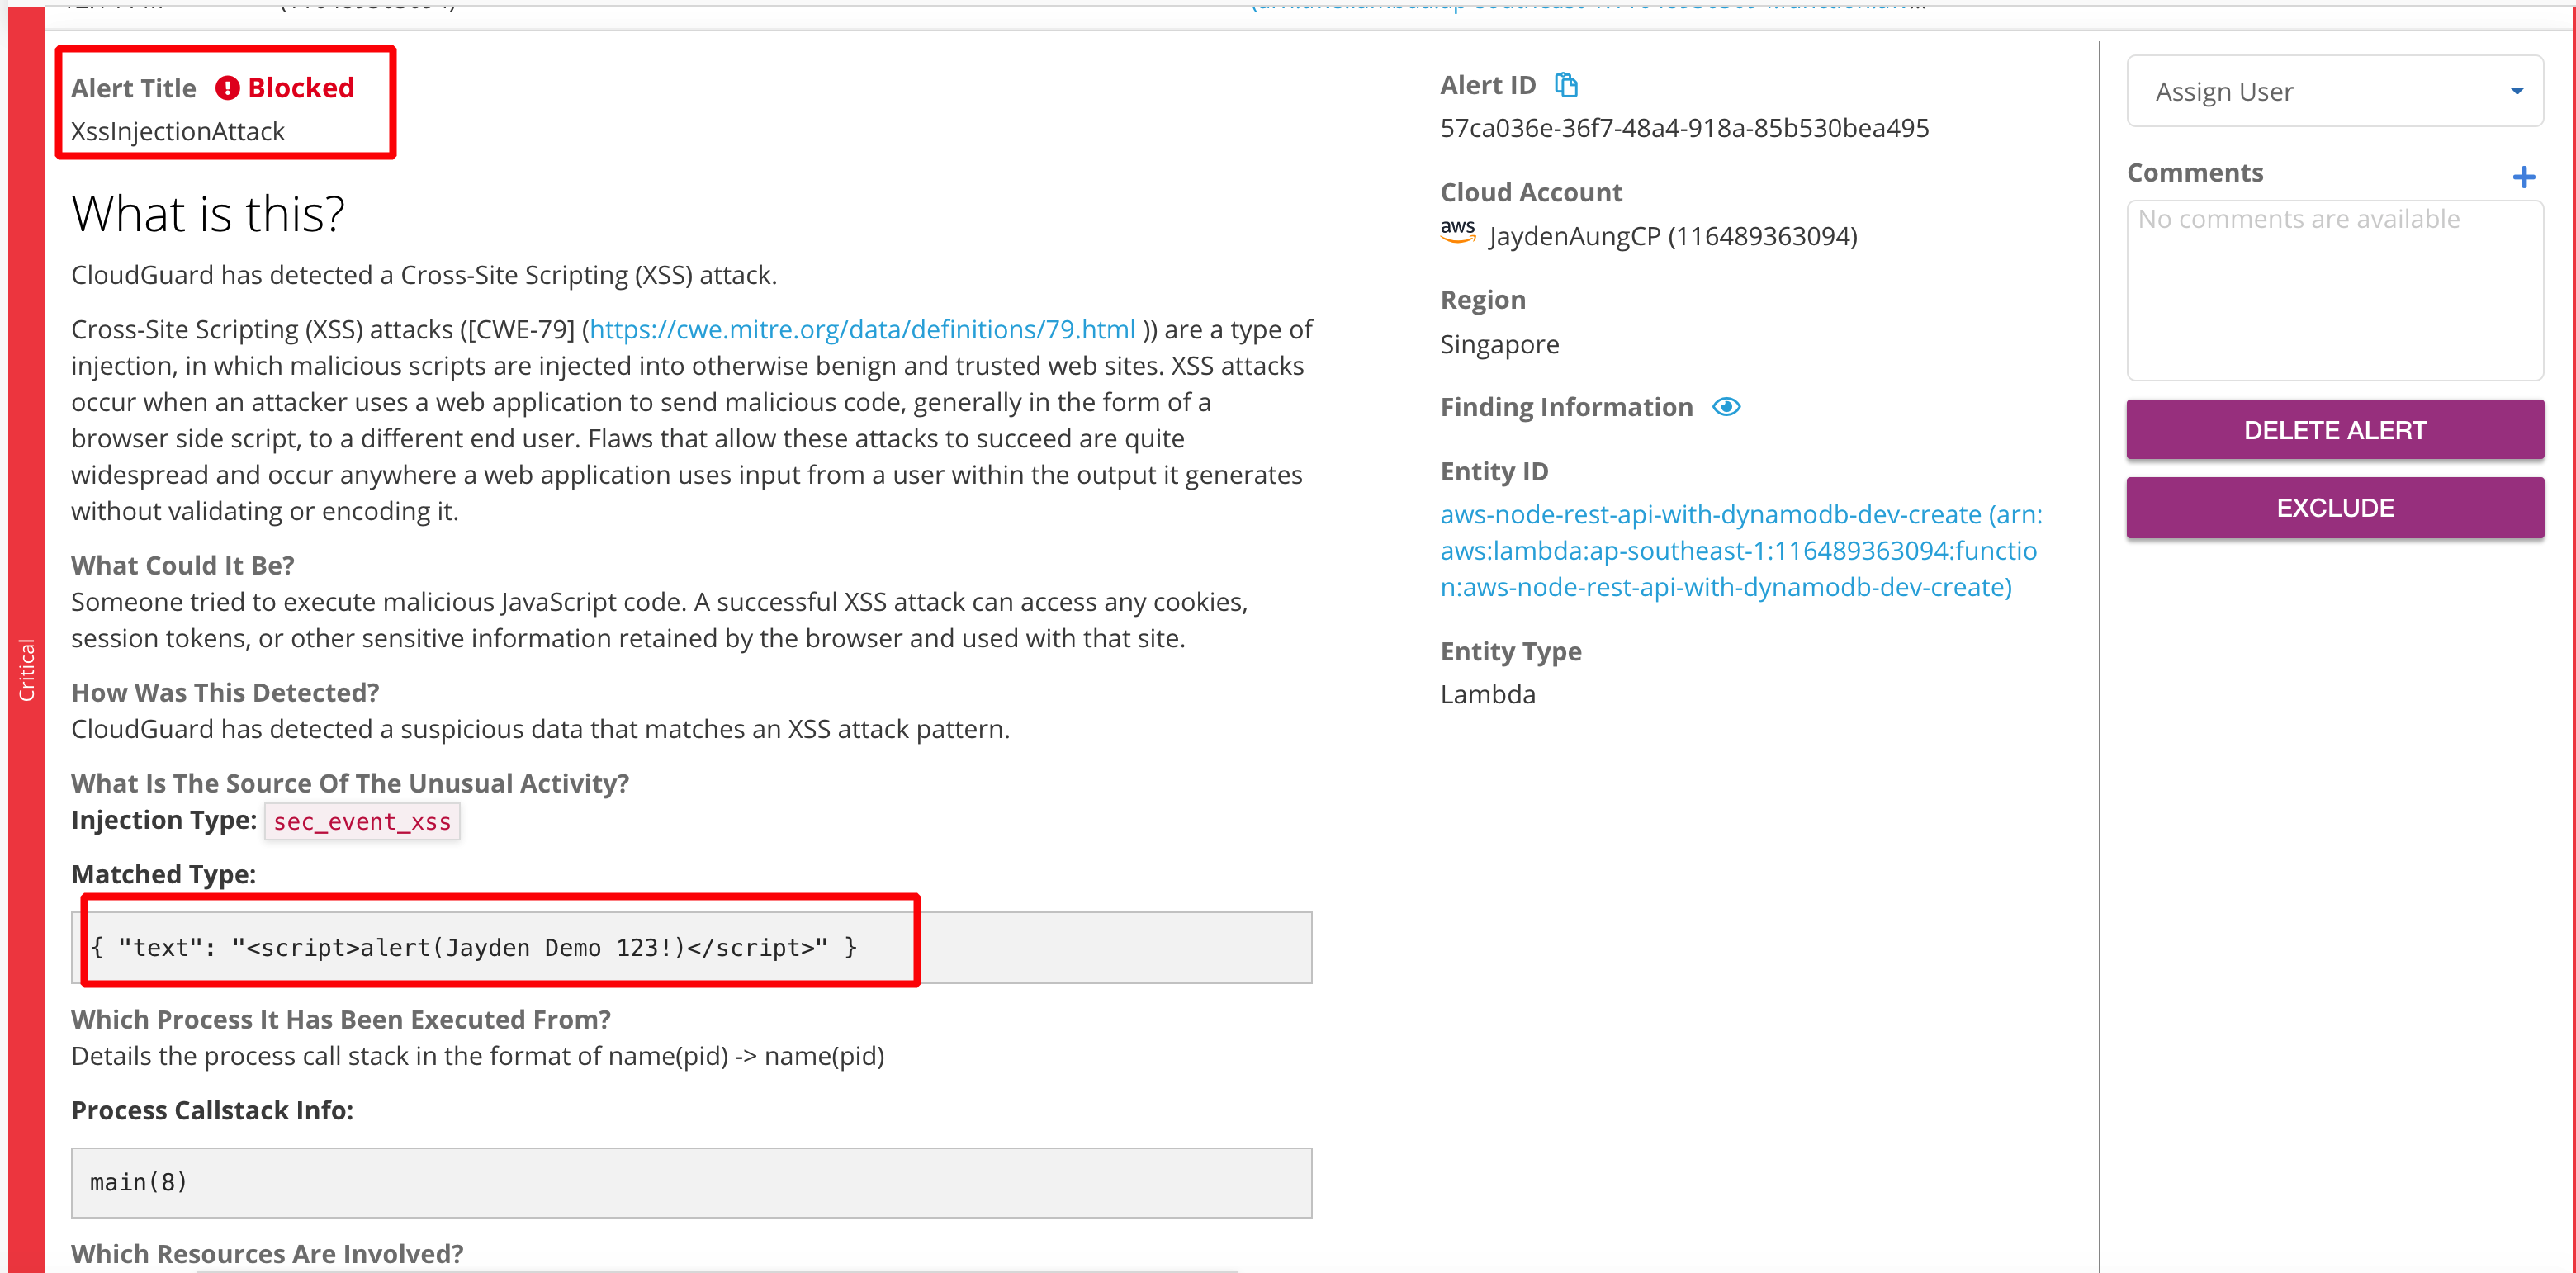 Alert Title Blocked
XssInjectionAttack
What is this?
CloudGuard has detected a Cross-Site Scripting (XSS) attack.
Cross-Site Scripting (XSS) attacks ([CWE-79] (https://cwe.mitre.org/data/definitions/79.html )) are a type of
injection, in which malicious scripts are injected into otherwise benign and trusted web sites. XSS attacks
occur when an attacker uses a web application to send malicious code, generally in the form of a
browser side script, to a different end user. Flaws that allow these attacks to succeed are quite
widespread and occur anywhere a web application uses input from a user within the output it generates
without validating or encoding it.
What Could It Be?
Someone tried to execute malicious JavaScript code. A successful XSS attack can access any cookies,
session tokens, or other sensitive information retained by the browser and used with that site.
How Was This Detected?
CloudGuard has detected a suspicious data that matches an XSS attack pattern.
What Is The Source Of The Unusual Activity?
Injection Type: sec_event_xss
Matched Type:
{ "text": "<script>alert(Jayden Demo 123!)</script>" }
Which Process It Has Been Executed From?
Details the process call stack in the format of name(pid) -> name(pid)
Process Callstack Info:
main(8)
Which Resources Are Involved?
Critical
Alert ID
57ca036e-36f7-48a4-918a-85b530bea495
Cloud Account
aws JaydenAungCP (116489363094)
Region
Singapore
Finding Information
Entity ID
aws-node-rest-api-with-dynamodb-dev-create (arn:
aws:lambda:ap-southeast-1:116489363094:functio
n:aws-node-rest-api-with-dynamodb-dev-create)
Entity Type
Lambda
Assign User
Comments
No comments are available
DELETE ALERT
EXCLUDE